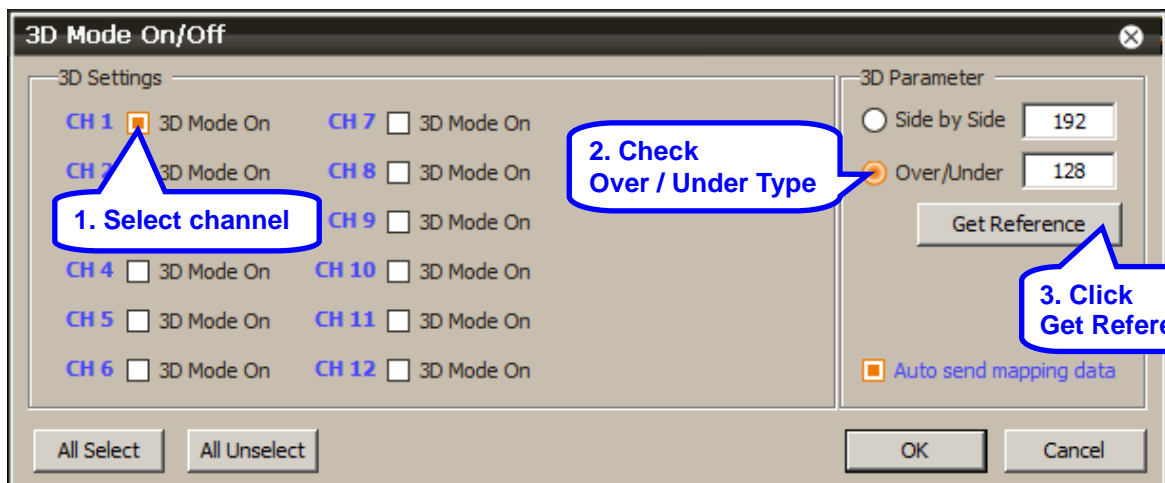 3D Mode On/Off
3D Settings
CH 1 3D Mode On
CH 7 3D Mode On
CH 2 3D Mode On
CH 8 3D Mode On
1. Select channel
CH 9 3D Mode On
CH 4 3D Mode On
CH 10 3D Mode On
CH 5 3D Mode On
CH 11 3D Mode On
CH 6 3D Mode On
CH 12 3D Mode On
2. Check
Over / Under Type
3D Parameter
Side by Side 192
Over/Under 128
Get Reference
3. Click
Get
Auto send mapping data
All Select
All Unselect
OK
Cancel